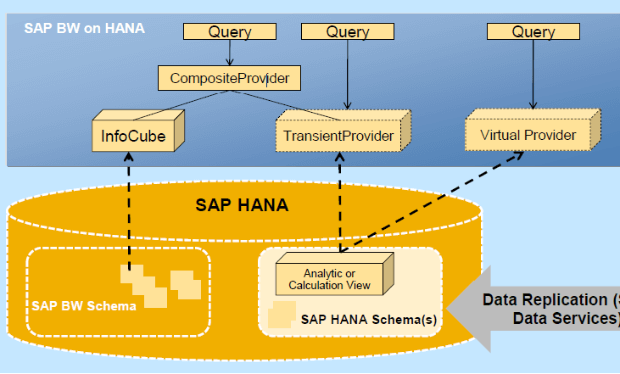 SAP BW on HANA
Query
Query
Query
CompositeProvider
InfoCube
TransientProvider
Virtual Provider
SAP HANA
Analytic or
Calculation View
SAP BW Schema
SAP HANA Schema(s)
Data Replication (
Data Services)